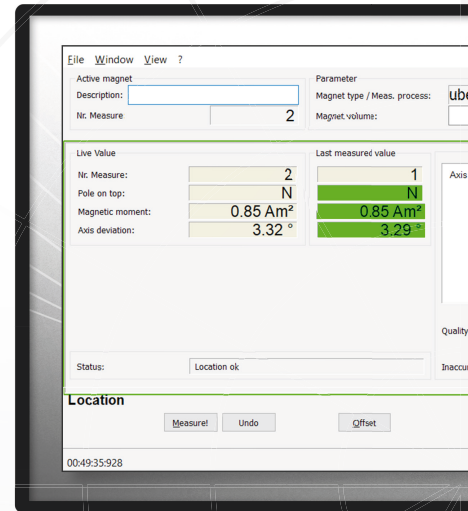 File Window View ?
Active magnet
Description:
Nr. Measure 2
Parameter
Magnet type / Meas. process:
Magnet volume:
Live Value
Nr. Measure: 2
Pole on top: N
Magnetic moment: 0.85 Am²
Axis deviation: 3.32 °
Last measured value
1
N
0.85 Am²
3.29 °
Axis
Quality
Status: Location ok
Location
Measure! Undo Offset
00:49:35:928